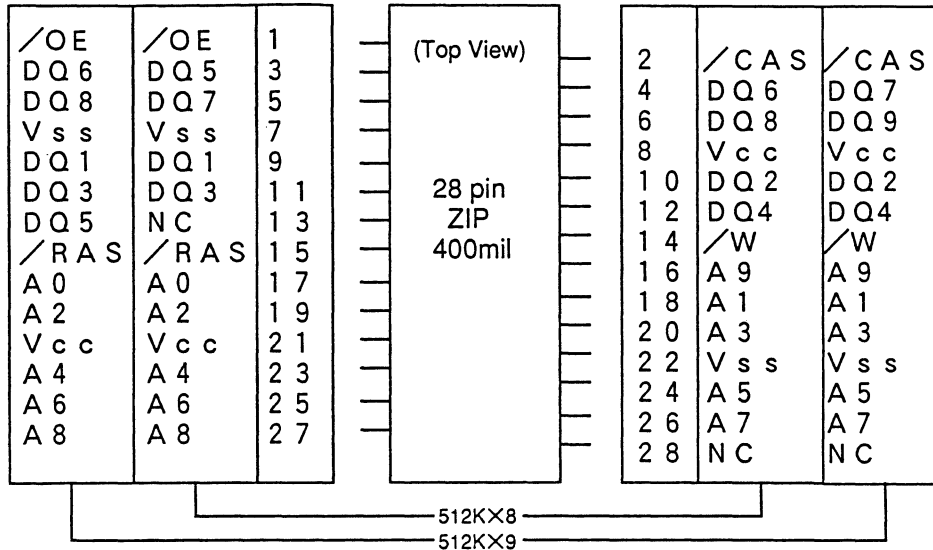 /OE /OE 1 (Top View)
2 /CAS /CAS
DQ6 DQ5 3
4 DQ6 DQ7
DQ8 DQ7 5
6 DQ8 DQ9
Vss Vss 7
8 Vcc Vcc
DQ1 DQ1 9
10 DQ2 DQ2
DQ3 DQ3 11 28 pin
12 DQ4 DQ4
DQ5 NC 13 ZIP
14 /W /W
/RAS /RAS 15 400mil
16 A9 A9
A0 A0 17
18 A1 A1
A2 A2 19
20 A3 A3
Vcc Vcc 21
22 Vss Vss
A4 A4 23
24 A5 A5
A6 A6 25
26 A7 A7
A8 A8 27
28 NC NC
512K×8
512K×9